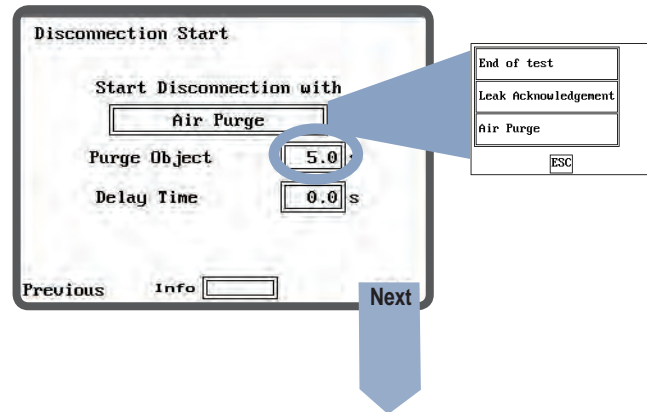 Disconnection Start
Start Disconnection with
Air Purge
Purge Object 5.0
Delay Time 0.0 s
Previous Info
Next
End of test
Leak Acknowledgement
Air Purge
ESC